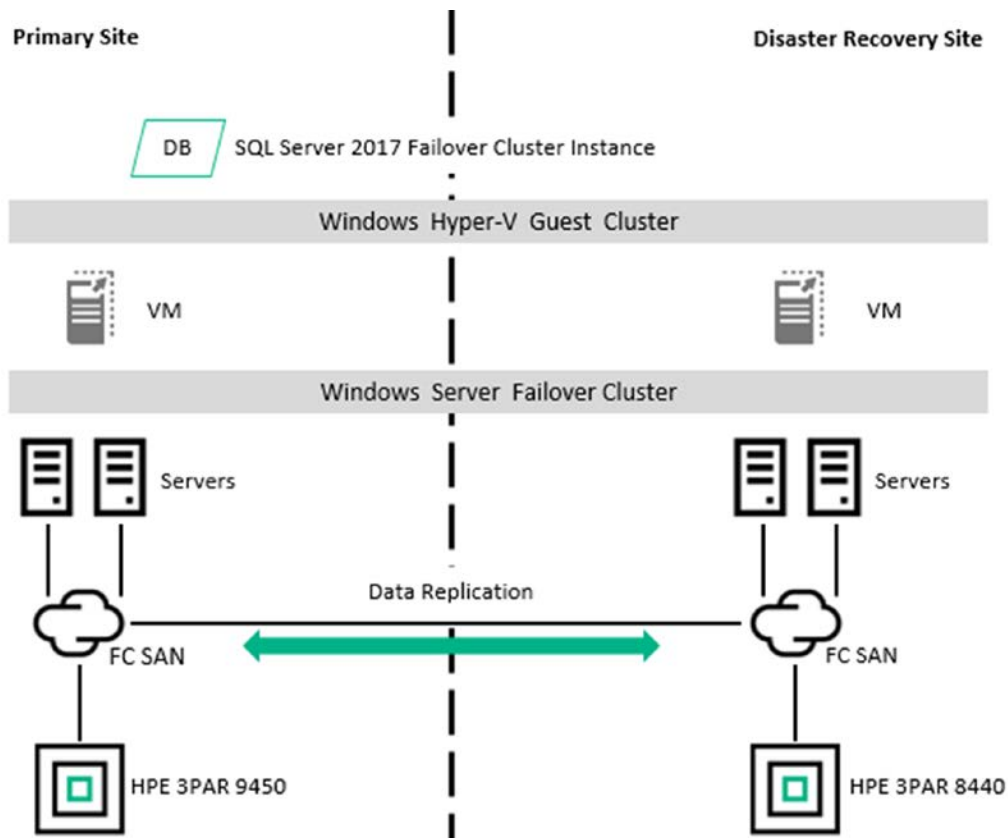 Primary Site
Disaster Recovery Site
DB
SQL Server 2017 Failover Cluster Instance
Windows Hyper-V Guest Cluster
VM
VM
Windows Server Failover Cluster
Servers
Servers
Data Replication
FC SAN
FC SAN
HPE 3PAR 9450
HPE 3PAR 8440